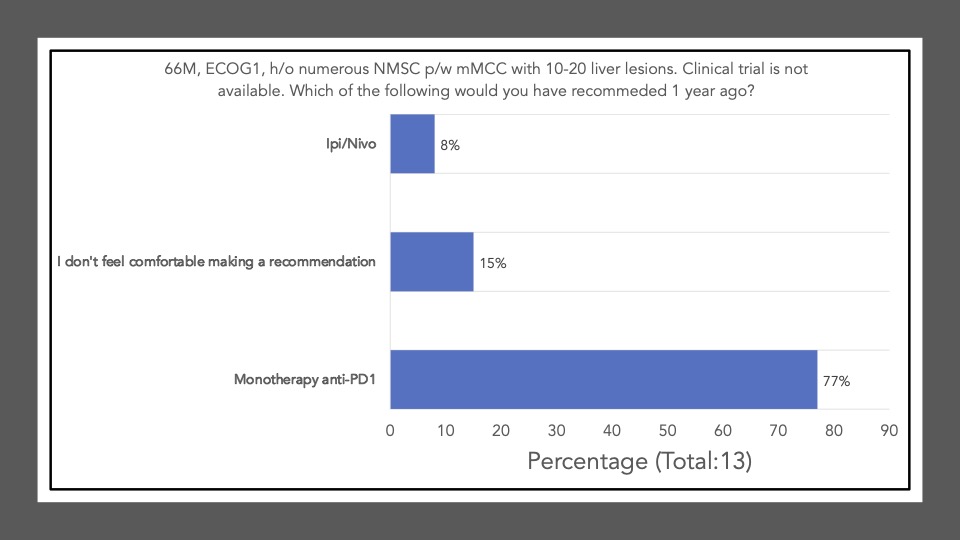 66M, ECOG1, h/o numerous NMSC p/w mMCC with 10-20 liver lesions. Clinical trial is not
available. Which of the following would you have recommeded 1 year ago?
Ipi/Nivo
8%
I don't feel comfortable making a recommendation
15%
Monotherapy anti-PD1
77%
0 10 20 30 40 50 60 70 80 90
Percentage (Total:13)